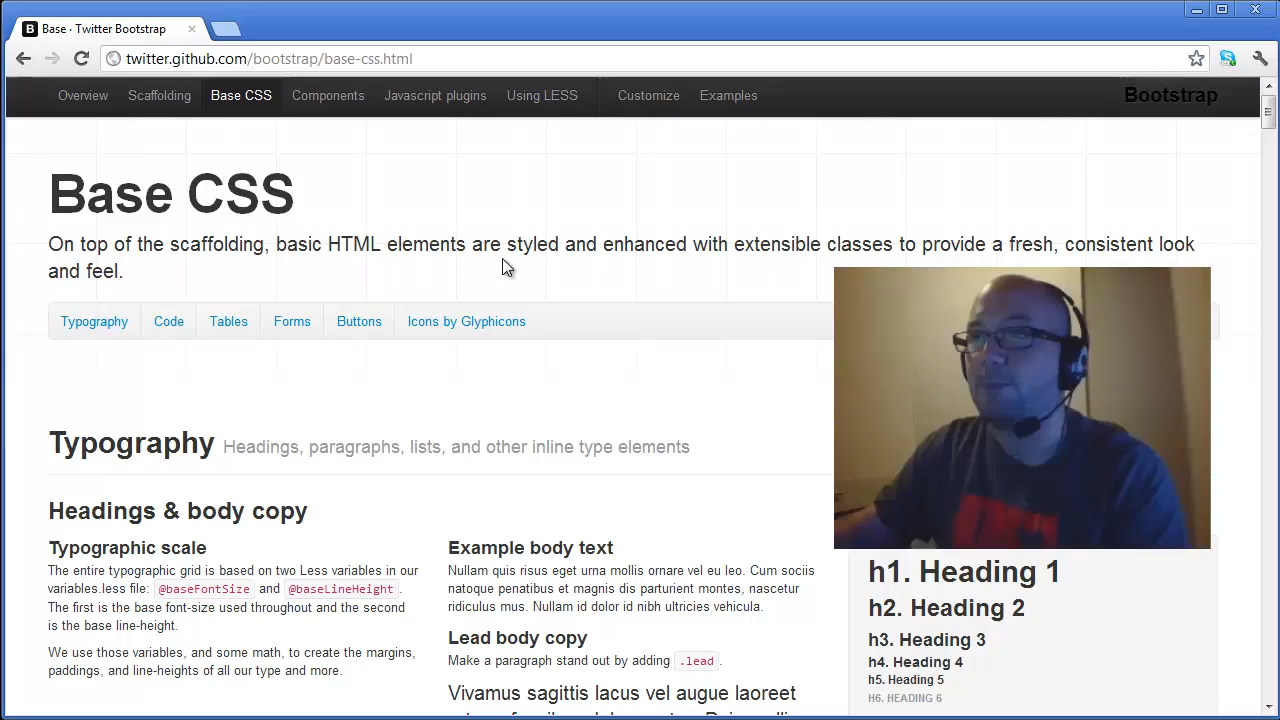 Base · Twitter Bootstrap
twitter.github.com/bootstrap/base-css.html
Overview Scaffolding Base CSS Components Javascript plugins Using LESS Customize Examples Bootstrap
Base CSS
On top of the scaffolding, basic HTML elements are styled and enhanced with extensible classes to provide a fresh, consistent look
and feel.
Typography Code Tables Forms Buttons Icons by Glyphicons
Typography Headings, paragraphs, lists, and other inline type elements
Headings & body copy
Typographic scale
The entire typographic grid is based on two Less variables in our
variables.less file: @baseFontSize and @baseLineHeight.
The first is the base font-size used throughout and the second
is the base line-height.
We use those variables, and some math, to create the margins,
paddings, and line-heights of all our type and more.
Example body text
Nullam quis risus eget urna mollis ornare vel eu leo. Cum sociis
natoque penatibus et magnis dis parturient montes, nascetur
ridiculus mus. Nullam id dolor id nibh ultricies vehicula.
Lead body copy
Make a paragraph stand out by adding .lead.
Vivamus sagittis lacus vel augue laoreet
h1. Heading 1
h2. Heading 2
h3. Heading 3
h4. Heading 4
h5. Heading 5
H6. HEADING 6